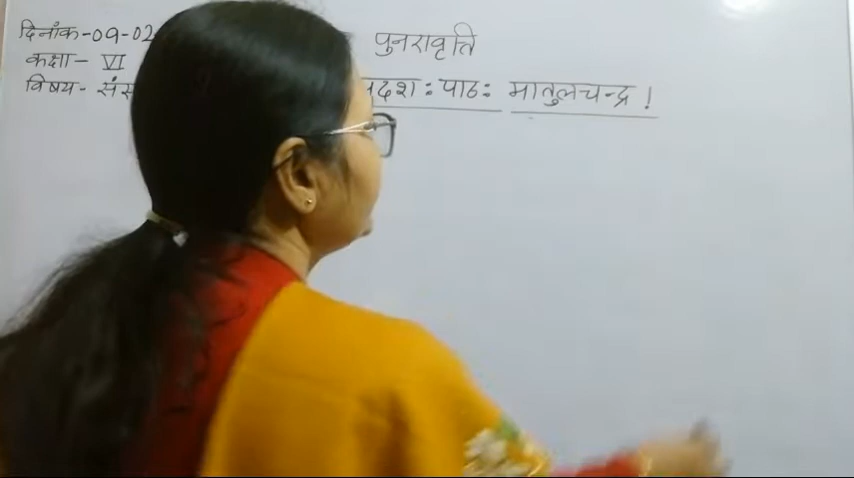 दिनांक-09-02
पुनरावृत्ति
कक्षा- VI
विषय- संस
दश: पाठ: मातुलचन्द्र!